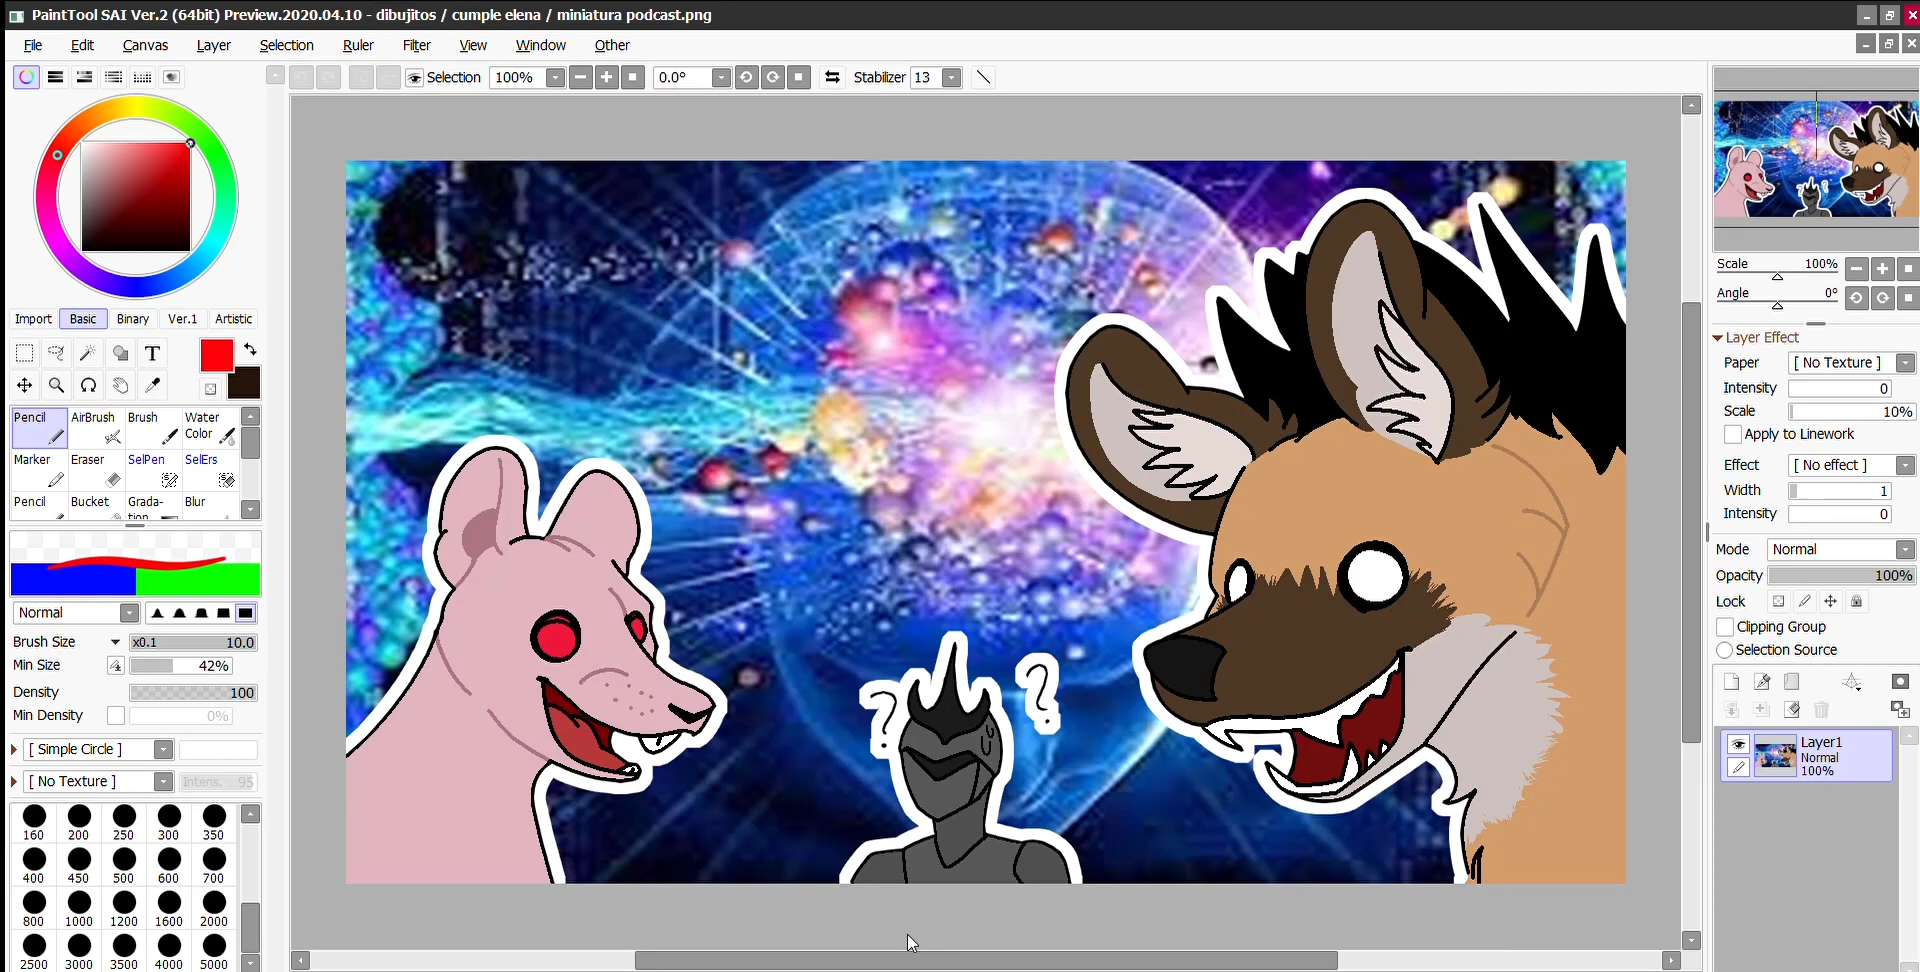 PaintTool SAI Ver.2 (64bit) Preview.2020.04.10 - dibujitos / cumple elena / miniatura podcast.png
File Edit Canvas Layer Selection Ruler Filter View Window Other
Selection 100% 0.0° Stabilizer 13
Scale 100%
Angle 0°
Import Basic Binary Ver.1 Artistic
T
Pencil AirBrush Brush Water Color
Marker Eraser SelPen SelErs
Pencil Bucket Grada-tion Blur
Normal
Brush Size x0.1 10.0
Min Size 42%
Density 100
Min Density 0%
[ Simple Circle ]
[ No Texture ] Intens. 95
160 200 250 300 350
400 450 500 600 700
800 1000 1200 1600 2000
2500 3000 3500 4000 5000
? ?
Layer Effect
Paper [ No Texture ]
Intensity 0
Scale 10%
Apply to Linework
Effect [ No effect ]
Width 1
Intensity 0
Mode Normal
Opacity 100%
Lock
Clipping Group
Selection Source
Layer1
Normal
100%